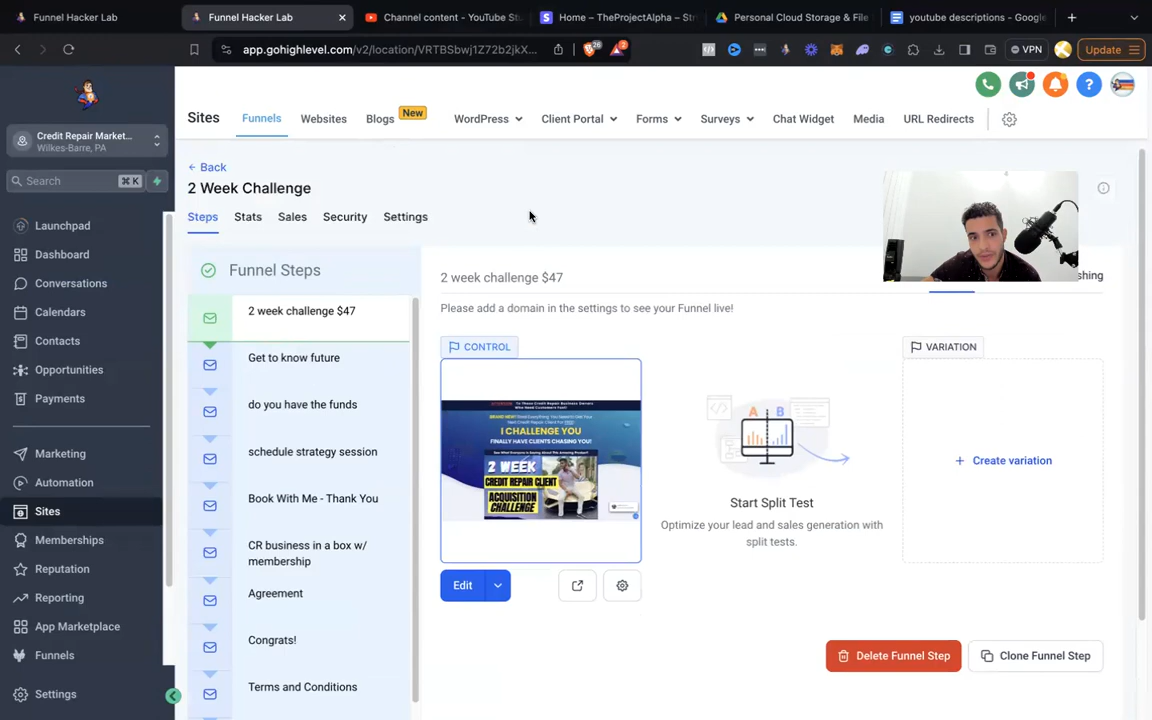 Funnel Hacker Lab
Funnel Hacker Lab
Channel content - YouTube St
Home – TheProjectAlpha – Str
Personal Cloud Storage & File
youtube descriptions - Google
app.gohighlevel.com/v2/location/VRTBSbwj1Z72b2jkX...
26
2
VPN
Update
Credit Repair Market...
Wilkes-Barre, PA
Search
⌘ K
Launchpad
Dashboard
Conversations
Calendars
Contacts
Opportunities
Payments
Marketing
Automation
Sites
Memberships
Reputation
Reporting
App Marketplace
Funnels
Settings
Sites
Funnels
Websites
Blogs
New
WordPress
Client Portal
Forms
Surveys
Chat Widget
Media
URL Redirects
Back
2 Week Challenge
Steps
Stats
Sales
Security
Settings
Funnel Steps
2 week challenge $47
Get to know future
do you have the funds
schedule strategy session
Book With Me - Thank You
CR business in a box w/
membership
Agreement
Congrats!
Terms and Conditions
2 week challenge $47
shing
Please add a domain in the settings to see your Funnel live!
CONTROL
I CHALLENGE YOU
FINALLY HAVE CLIENTS CHASING YOU!
2 WEEK
CREDIT REPAIR CLIENT
ACQUISITION
CHALLENGE
Edit
A
B
Start Split Test
Optimize your lead and sales generation with
split tests.
VARIATION
+ Create variation
Delete Funnel Step
Clone Funnel Step